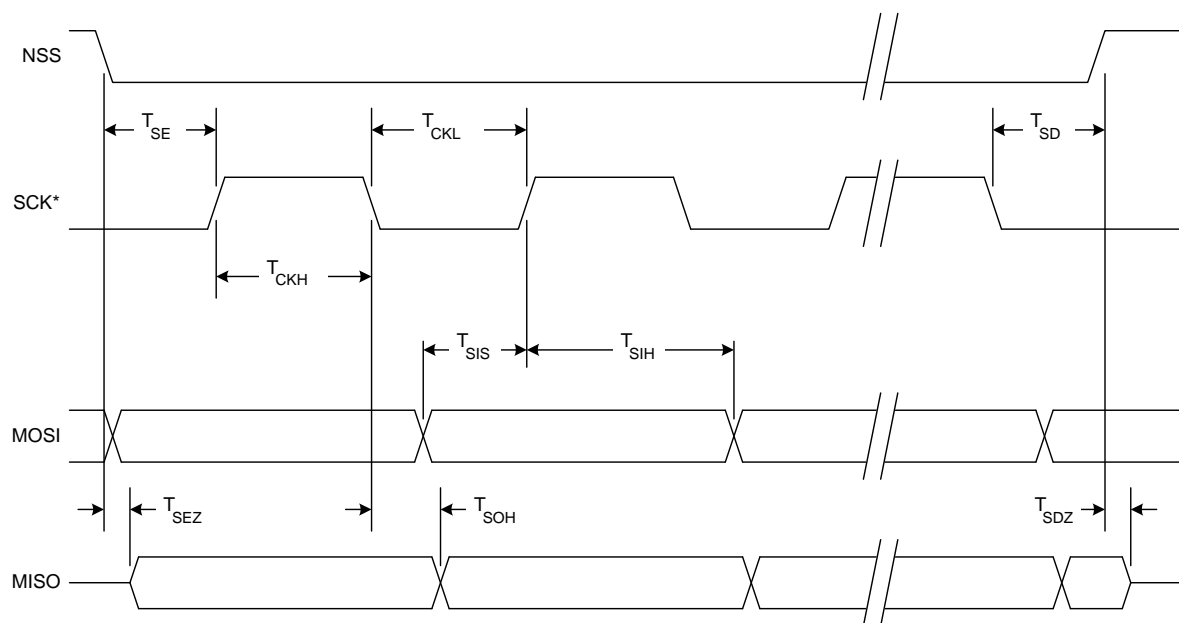 NSS
T_SE
T_CKL
T_SD
SCK*
T_CKH
T_SIS
T_SIH
MOSI
T_SEZ
T_SOH
T_SDZ
MISO